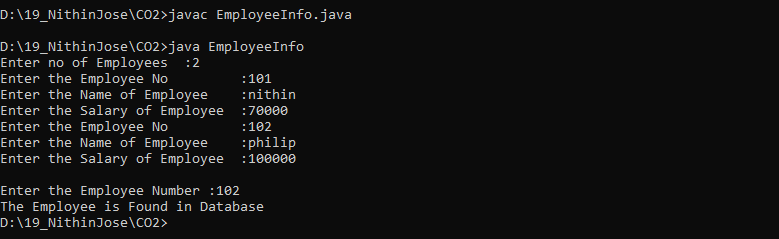 D:\19_NithinJose\CO2>javac EmployeeInfo.java
D:\19_NithinJose\CO2>java EmployeeInfo
Enter no of Employees  :2
Enter the Employee No         :101
Enter the Name of Employee    :nithin
Enter the Salary of Employee  :70000
Enter the Employee No         :102
Enter the Name of Employee    :philip
Enter the Salary of Employee  :100000
Enter the Employee Number :102
The Employee is Found in Database
D:\19_NithinJose\CO2>